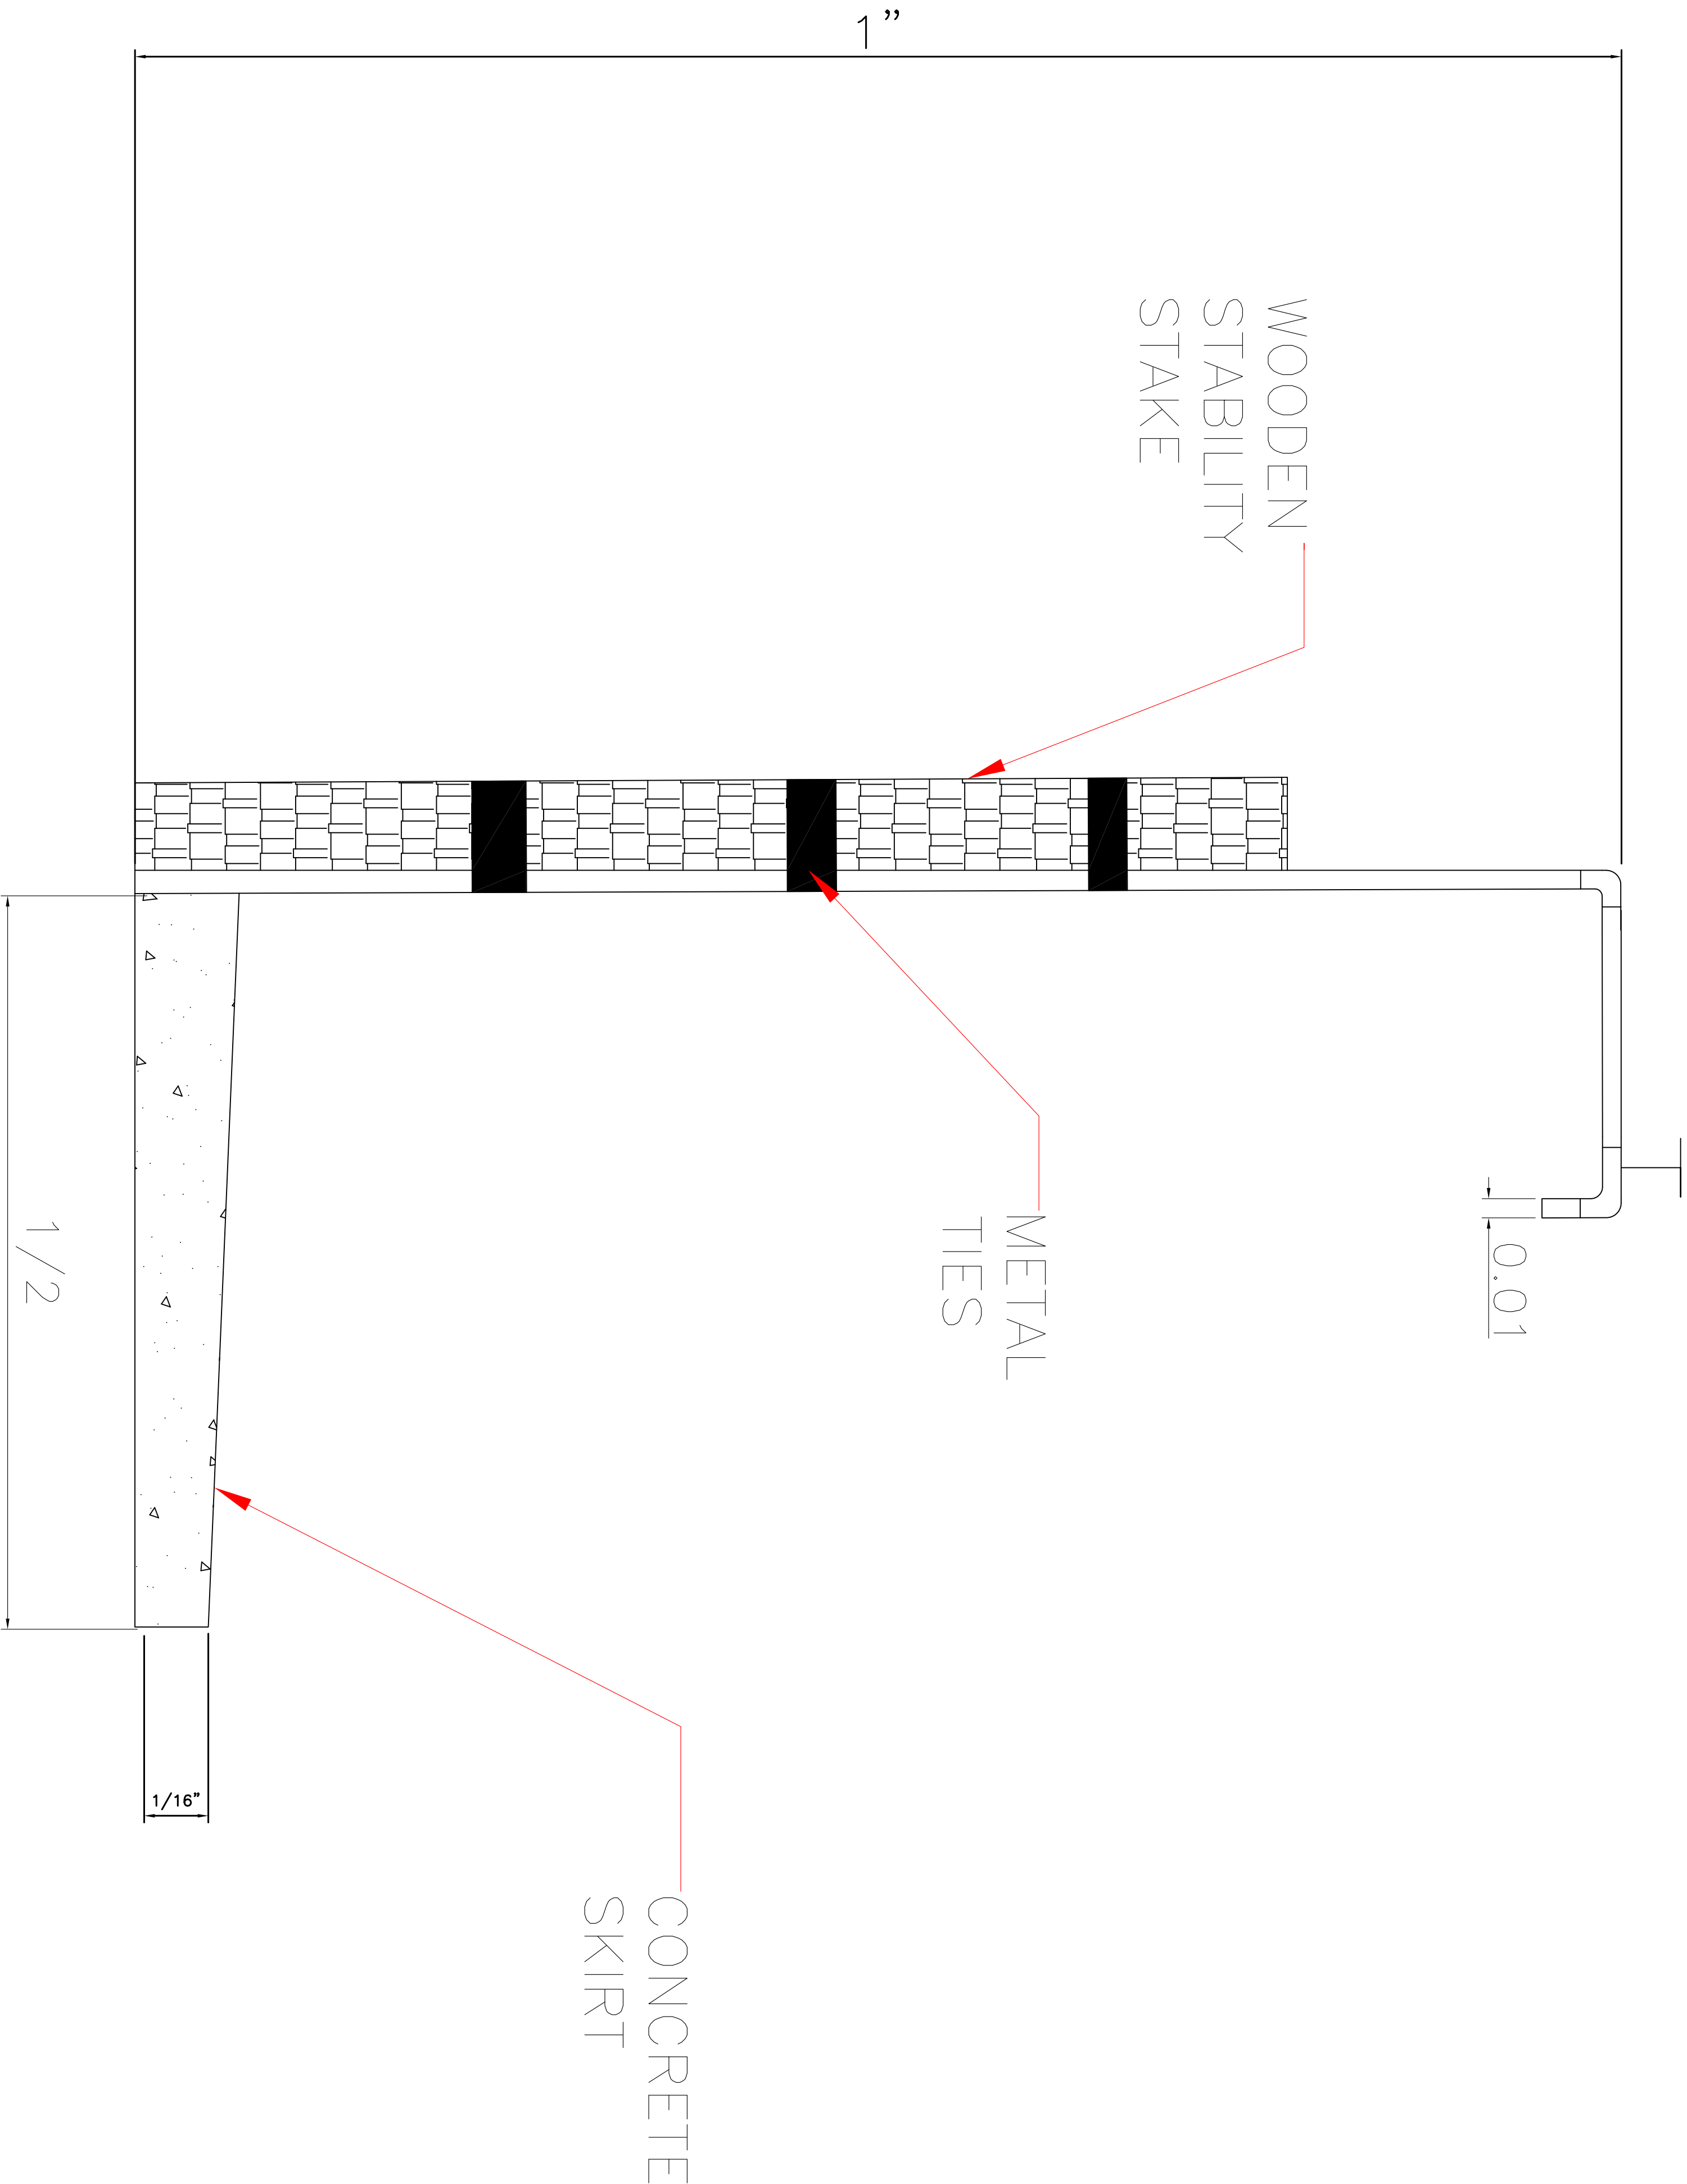 1”
WOODEN
STABILITY
STAKE
0.01
METAL
TIES
1/2
1/16”
CONCRETE
SKIRT